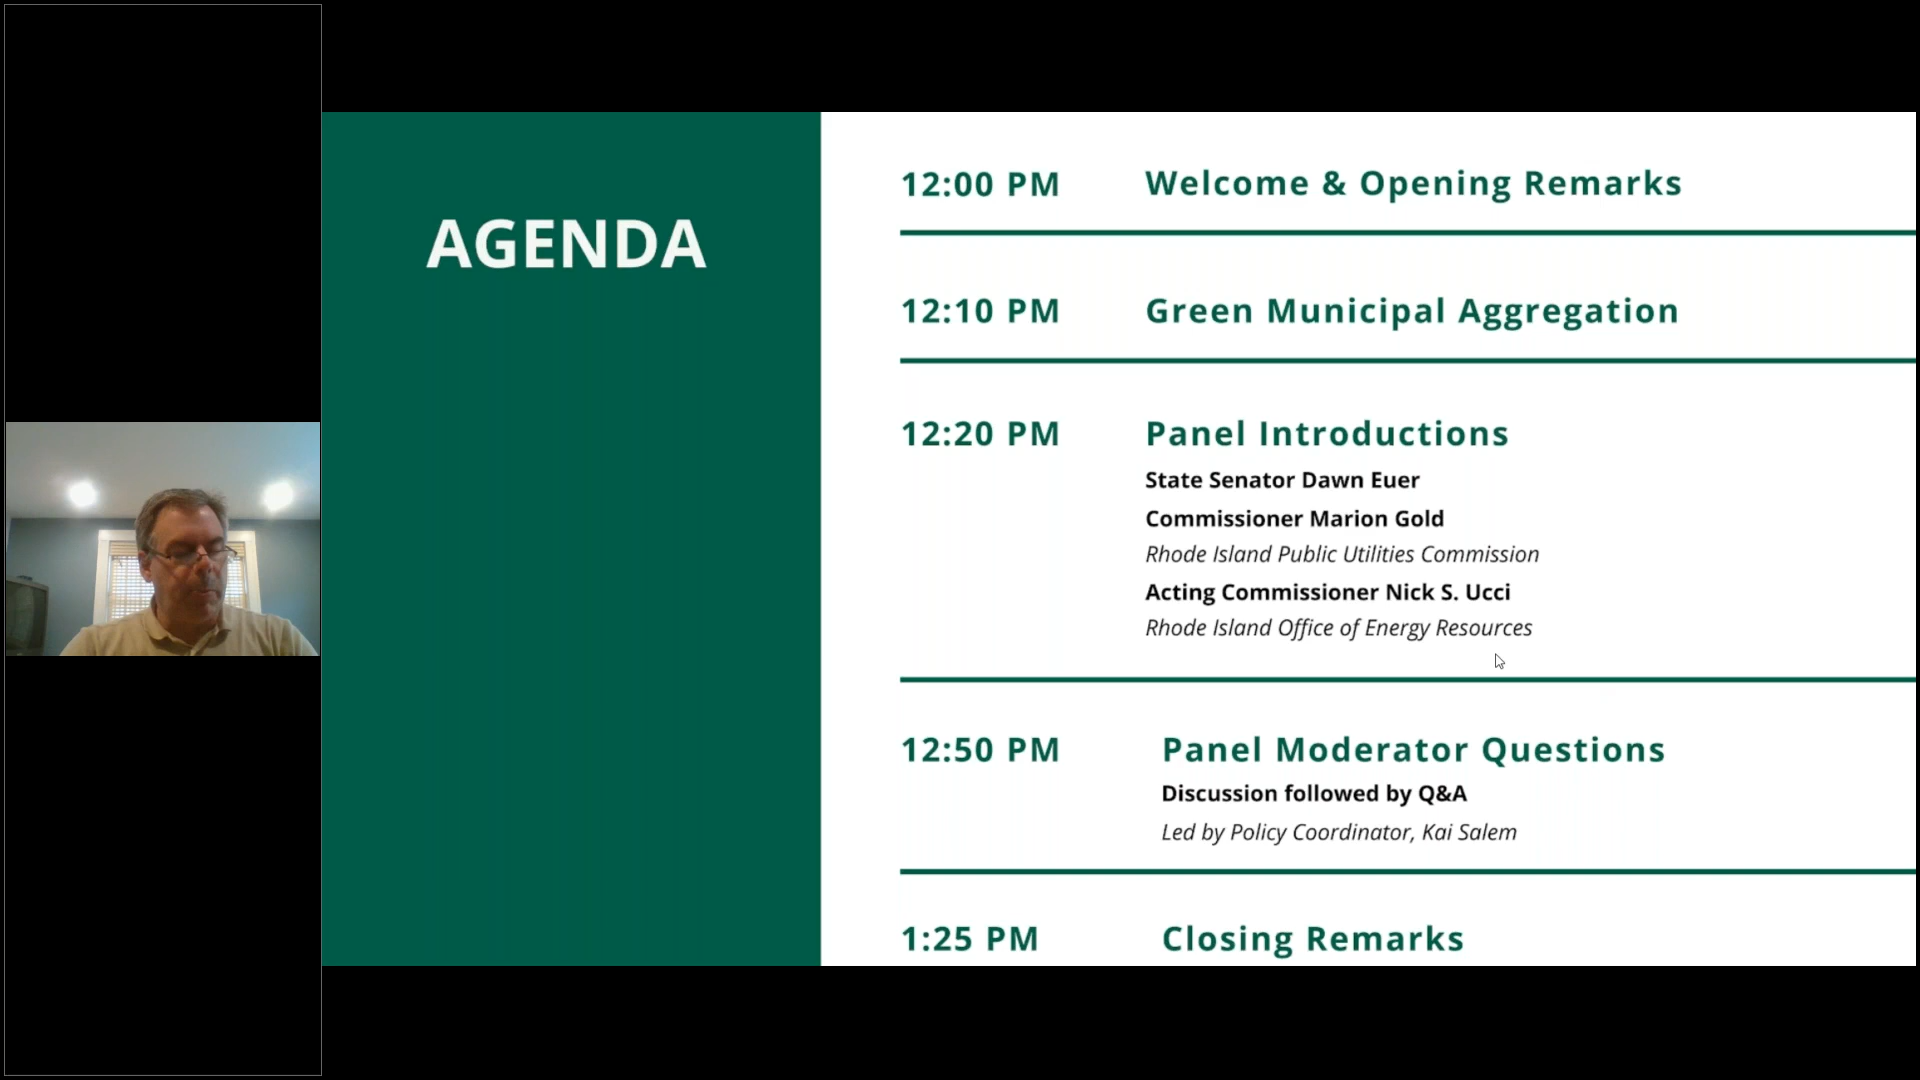 AGENDA
12:00 PM Welcome & Opening Remarks
12:10 PM Green Municipal Aggregation
12:20 PM Panel Introductions
State Senator Dawn Euer
Commissioner Marion Gold
Rhode Island Public Utilities Commission
Acting Commissioner Nick S. Ucci
Rhode Island Office of Energy Resources
12:50 PM Panel Moderator Questions
Discussion followed by Q&A
Led by Policy Coordinator, Kai Salem
1:25 PM Closing Remarks